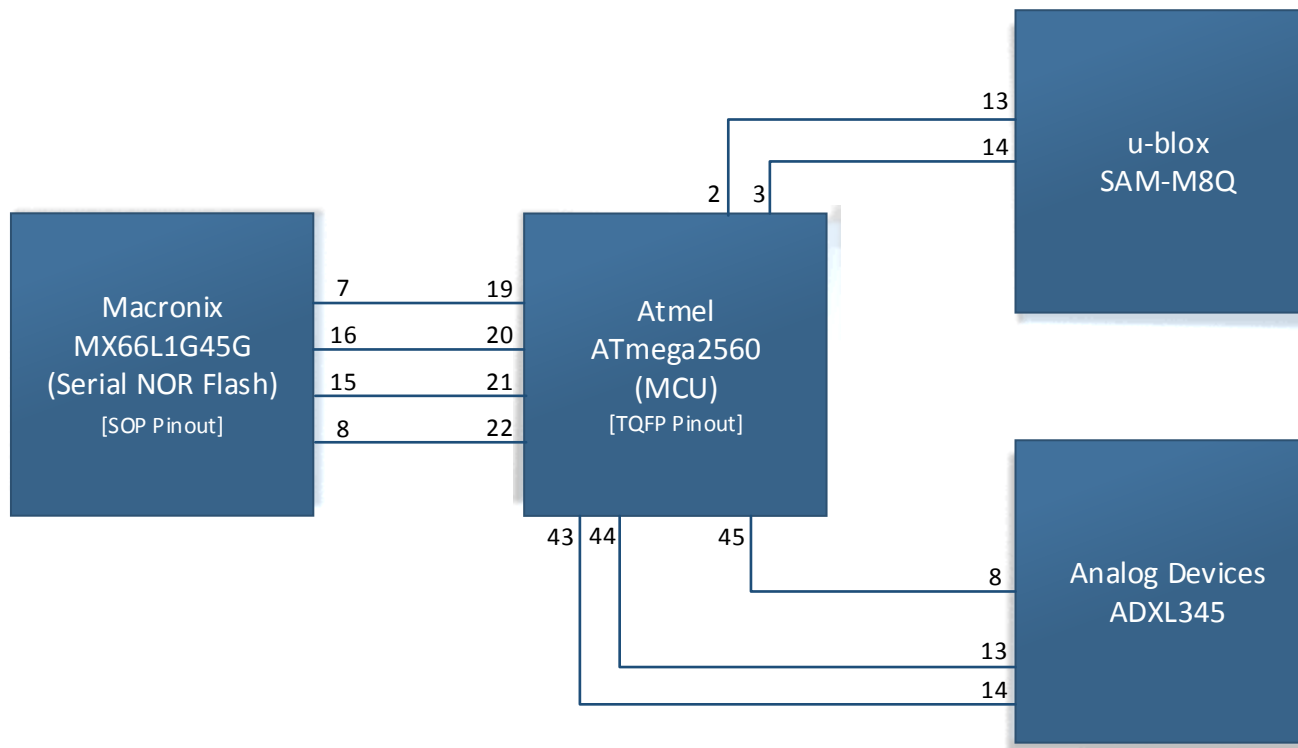 13
14
u-blox
SAM-M8Q
2
3
Macronix
MX66L1G45G
(Serial NOR Flash)
[SOP Pinout]
7
16
15
8
19
20
21
22
Atmel
ATmega2560
(MCU)
[TQFP Pinout]
43
44
45
8
13
14
Analog Devices
ADXL345